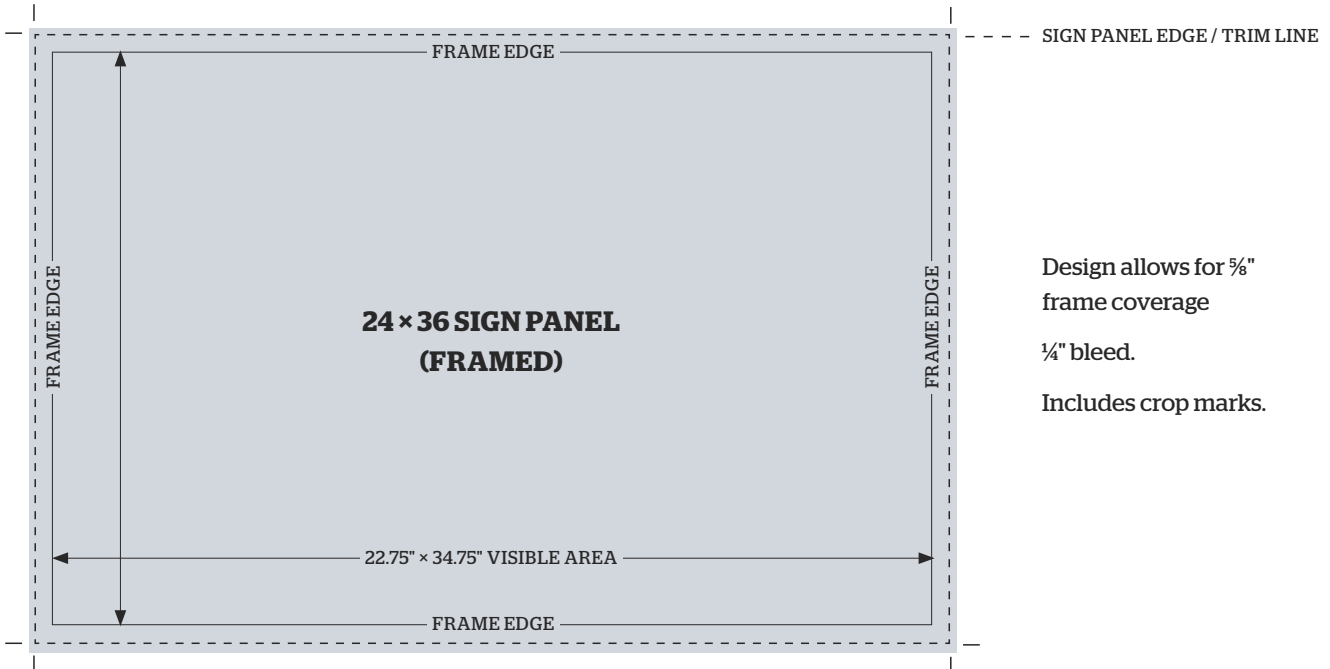 FRAME EDGE
SIGN PANEL EDGE / TRIM LINE
FRAME EDGE
FRAME EDGE
24 × 36 SIGN PANEL
(FRAMED)
Design allows for ⅝"
frame coverage
¼" bleed.
Includes crop marks.
22.75" × 34.75" VISIBLE AREA
FRAME EDGE